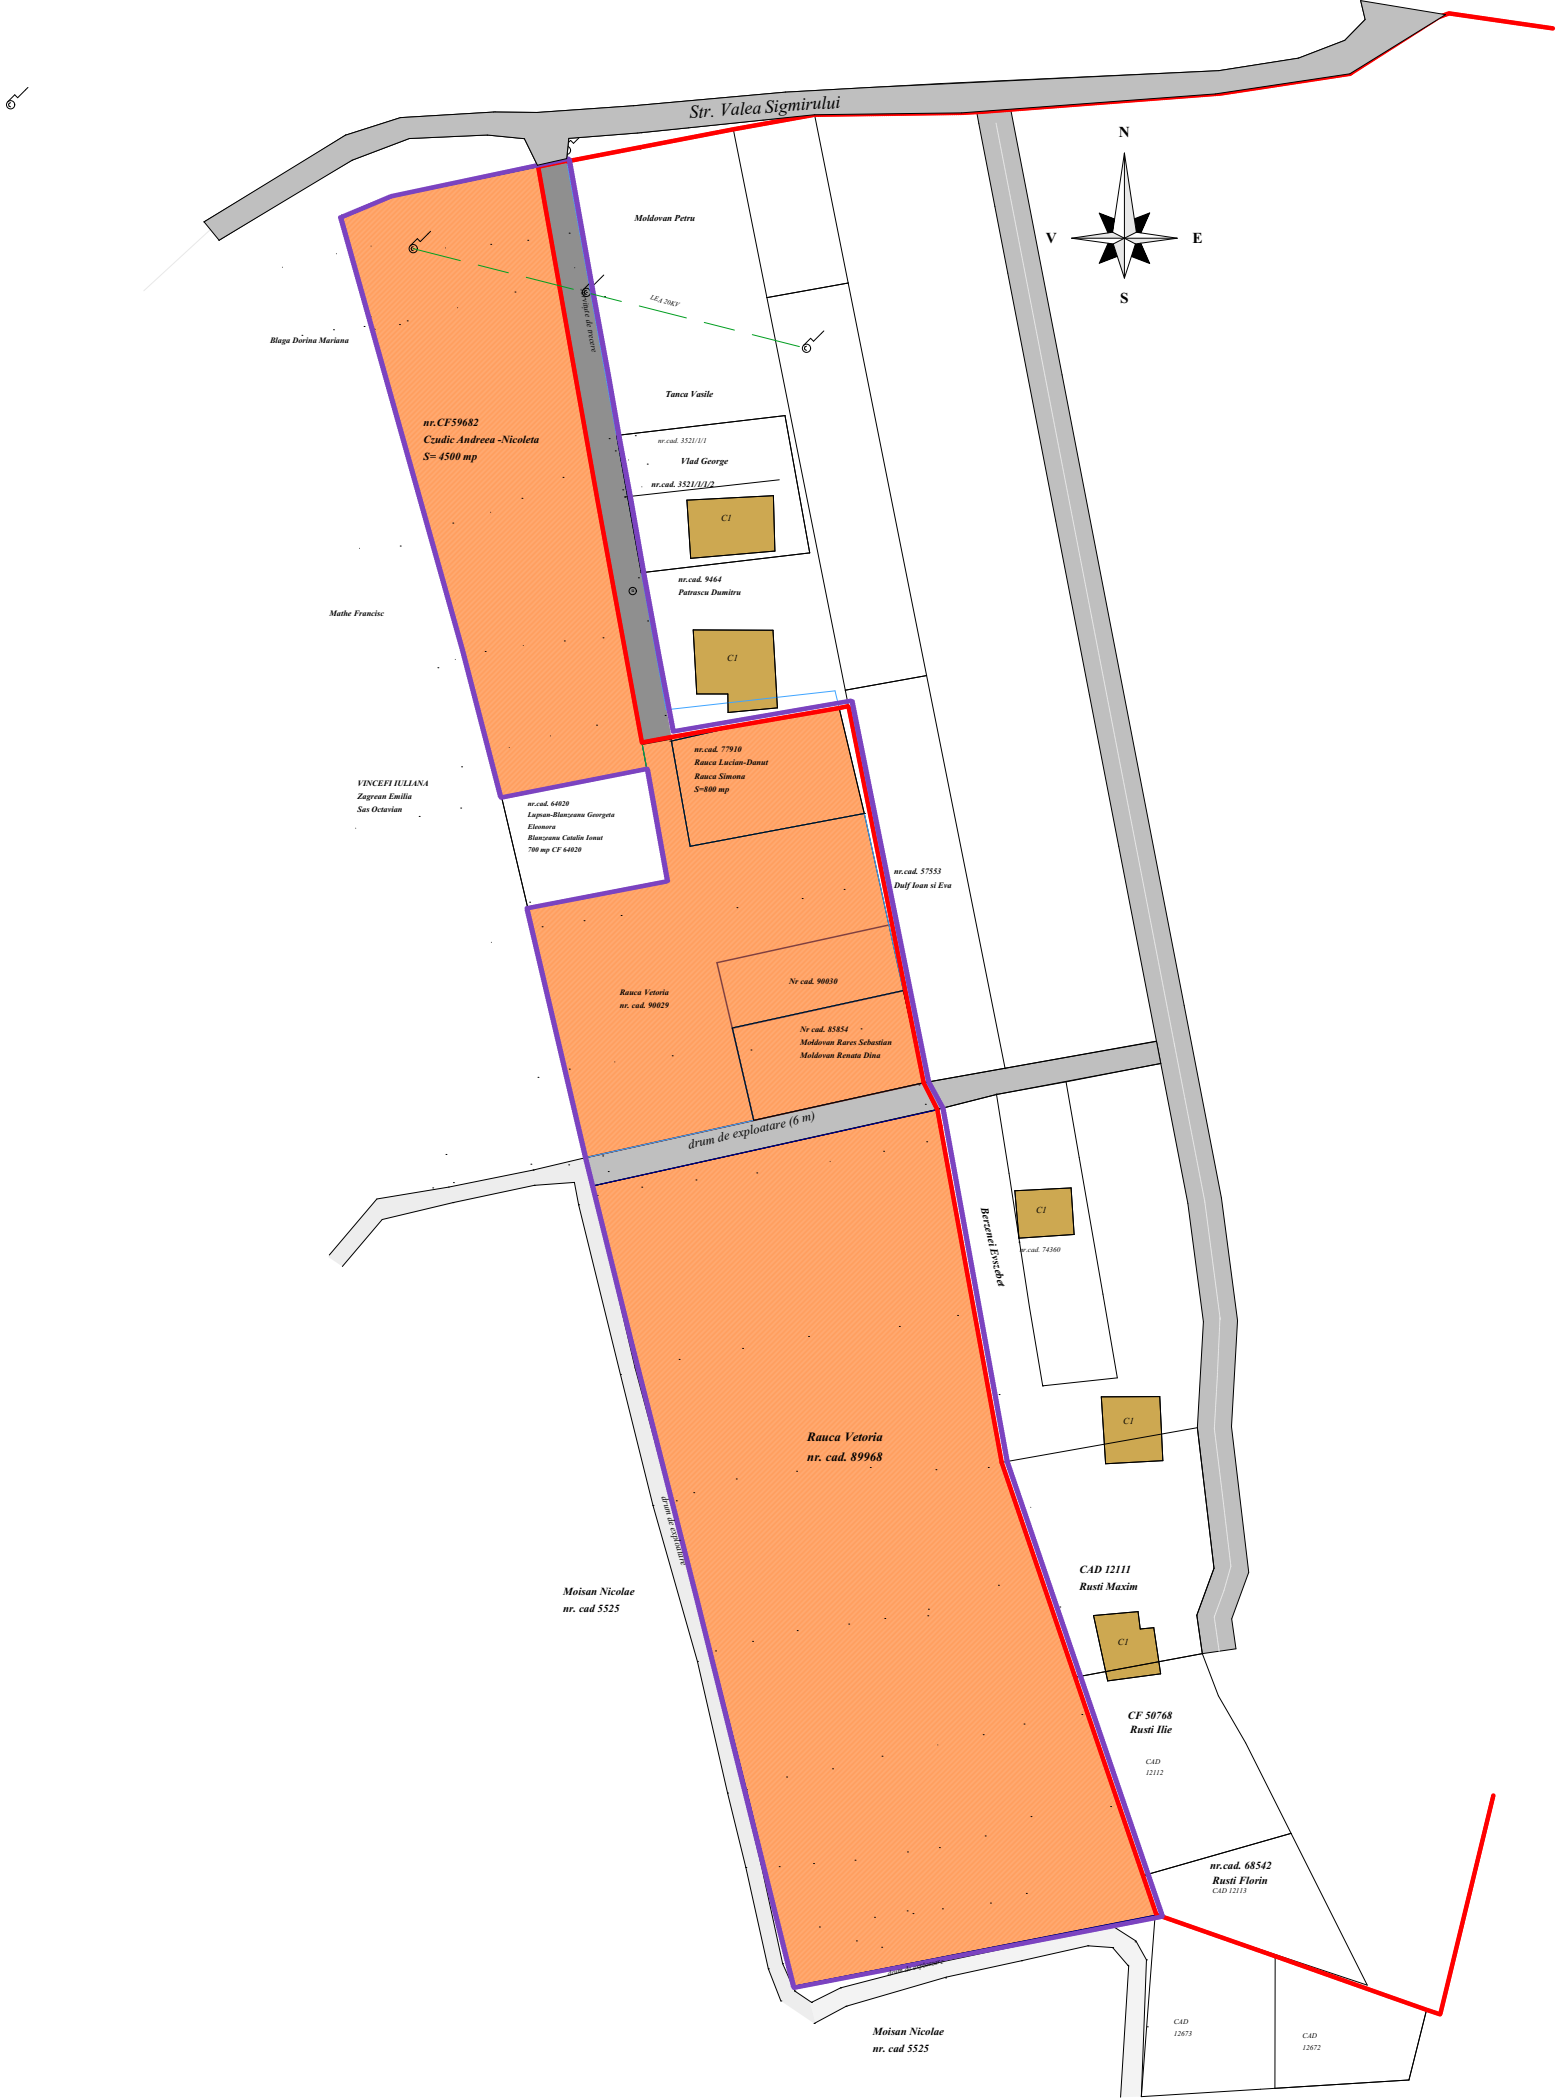 Str. Valea Sigmirului
N
V
E
S
Moldovan Petru
LEA 20KV
de trecere
Blaga Dorina Mariana
Tanca Vasile
nr.CF59682
Czudic Andreea -Nicoleta
S= 4500 mp
nr.cad. 3521/1/1
Vlad George
nr.cad. 3521/1/1/2
C1
nr.cad. 9464
Patrascu Dumitru
Mathe Francisc
C1
nr.cad. 77910
Rauca Lucian-Danut
Rauca Simona
S=800 mp
VINCEFI IULIANA
Zagrean Emilia
Sas Octavian
nr.cad. 64020
Lupsan-Blanzeanu Georgeta
Eleonora
Blanzeanu Catalin Ionut
700 mp CF 64020
nr.cad. 57553
Dulf Ioan si Eva
Rauca Vetoria
nr. cad. 90029
Nr cad. 90030
Nr cad. 85854
Moldovan Rares Sebastian
Moldovan Renata Dina
drum de exploatare (6 m)
Berzenei Evszebet
C1
nr.cad. 74360
C1
Rauca Vetoria
nr. cad. 89968
drum de exploatare
Moisan Nicolae
nr. cad 5525
CAD 12111
Rusti Maxim
C1
CF 50768
Rusti Ilie
CAD
12112
nr.cad. 68542
Rusti Florin
CAD 12113
Moisan Nicolae
nr. cad 5525
CAD
12673
CAD
12672